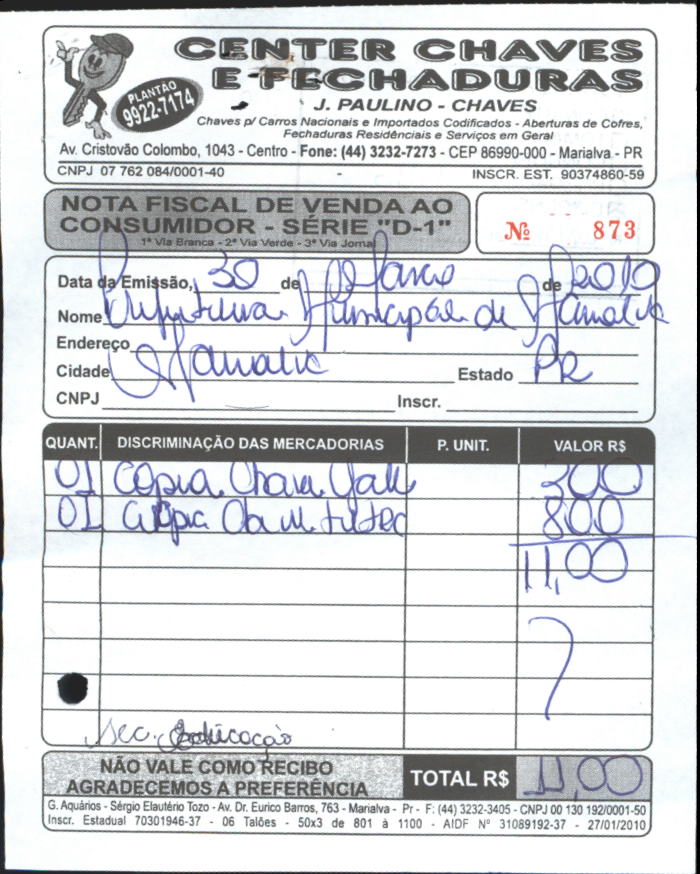 CENTER CHAVES
E FECHADURAS
PLANTÃO
9922-7174
J. PAULINO - CHAVES
Chaves p/ Carros Nacionais e Importados Codificados - Aberturas de Cofres,
Fechaduras Residênciais e Serviços em Geral
Av. Cristovão Colombo, 1043 - Centro - Fone: (44) 3232-7273 - CEP 86990-000 - Marialva - PR
CNPJ 07 762 084/0001-40 - INSCR. EST. 90374860-59
NOTA FISCAL DE VENDA AO
CONSUMIDOR - SÉRIE "D-1"
1ª Via Branca - 2ª Via Verde - 3ª Via Jornal
Nº 873
Data da Emissão, 30 de Março de 2010
Nome Prefeitura Municipal de Marialva
Endereço
Cidade Marialva Estado PR
CNPJ Inscr.
QUANT. DISCRIMINAÇÃO DAS MERCADORIAS P. UNIT. VALOR R$
01 Copia Chave Yale 300
01 Copia Chave 800
11,00
Sec. Educação
NÃO VALE COMO RECIBO
AGRADECEMOS A PREFERÊNCIA
TOTAL R$ 11,00
G. Aquários - Sérgio Elautério Tozo - Av. Dr. Eurico Barros, 763 - Marialva - Pr - F: (44) 3232-3405 - CNPJ 00 130 192/0001-50
Inscr. Estadual 70301946-37 - 06 Talões - 50x3 de 801 à 1100 - AIDF Nº 31089192-37 - 27/01/2010